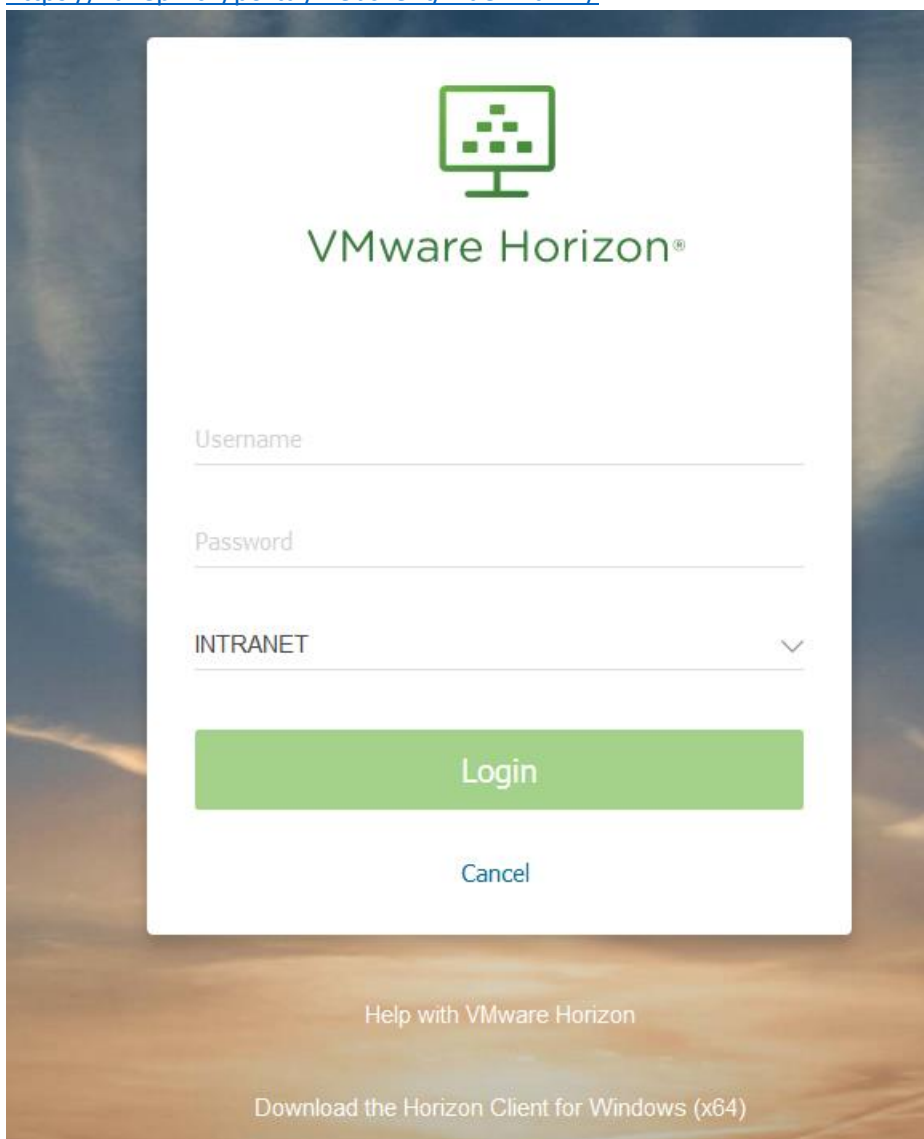 VMware Horizon®
Username
Password
INTRANET
Login
Cancel
Help with VMware Horizon
Download the Horizon Client for Windows (x64)